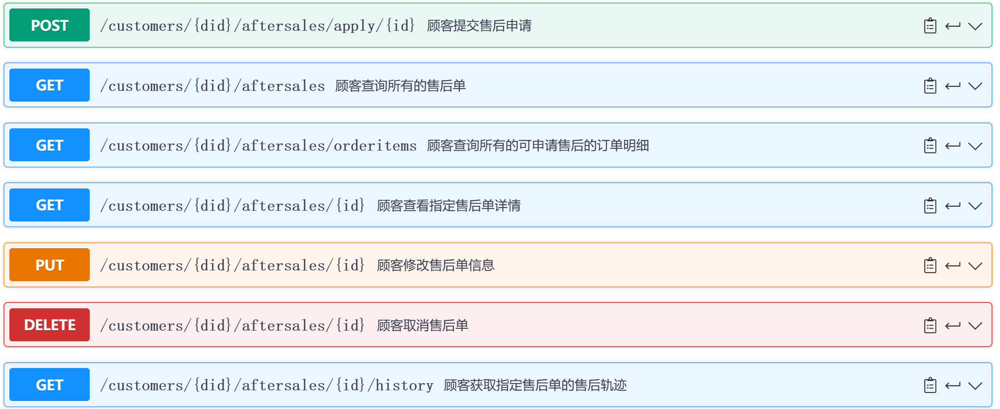 POST /customers/{did}/aftersales/apply/{id} 顾客提交售后申请
GET /customers/{did}/aftersales 顾客查询所有的售后单
GET /customers/{did}/aftersales/orderitems 顾客查询所有的可申请售后的订单明细
GET /customers/{did}/aftersales/{id} 顾客查看指定售后单详情
PUT /customers/{did}/aftersales/{id} 顾客修改售后单信息
DELETE /customers/{did}/aftersales/{id} 顾客取消售后单
GET /customers/{did}/aftersales/{id}/history 顾客获取指定售后单的售后轨迹